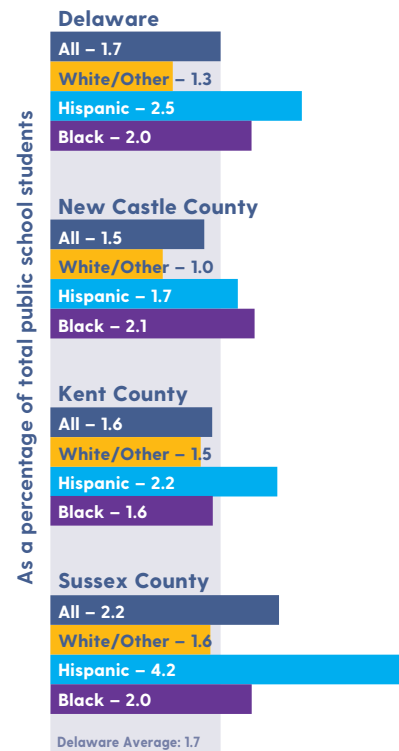 As a percentage of total public school students
Delaware
All – 1.7
White/Other – 1.3
Hispanic – 2.5
Black – 2.0
New Castle County
All – 1.5
White/Other – 1.0
Hispanic – 1.7
Black – 2.1
Kent County
All – 1.6
White/Other – 1.5
Hispanic – 2.2
Black – 1.6
Sussex County
All – 2.2
White/Other – 1.6
Hispanic – 4.2
Black – 2.0
Delaware Average: 1.7